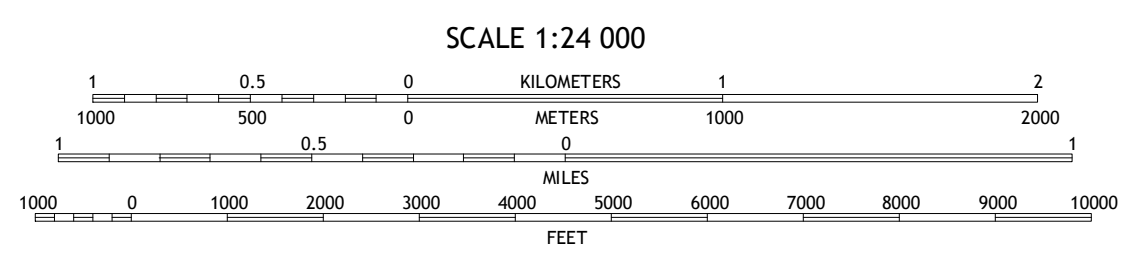 SCALE 1:24 000
1 0.5 0 KILOMETERS 1 2
1000 500 0 METERS 1000 2000
1 0.5 0 1
MILES
1000 0 1000 2000 3000 4000 5000 6000 7000 8000 9000 10000
FEET